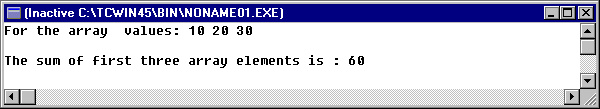 (Inactive C:\TCWIN45\BIN\NONAME01.EXE)
For the array  values: 10 20 30
The sum of first three array elements is : 60